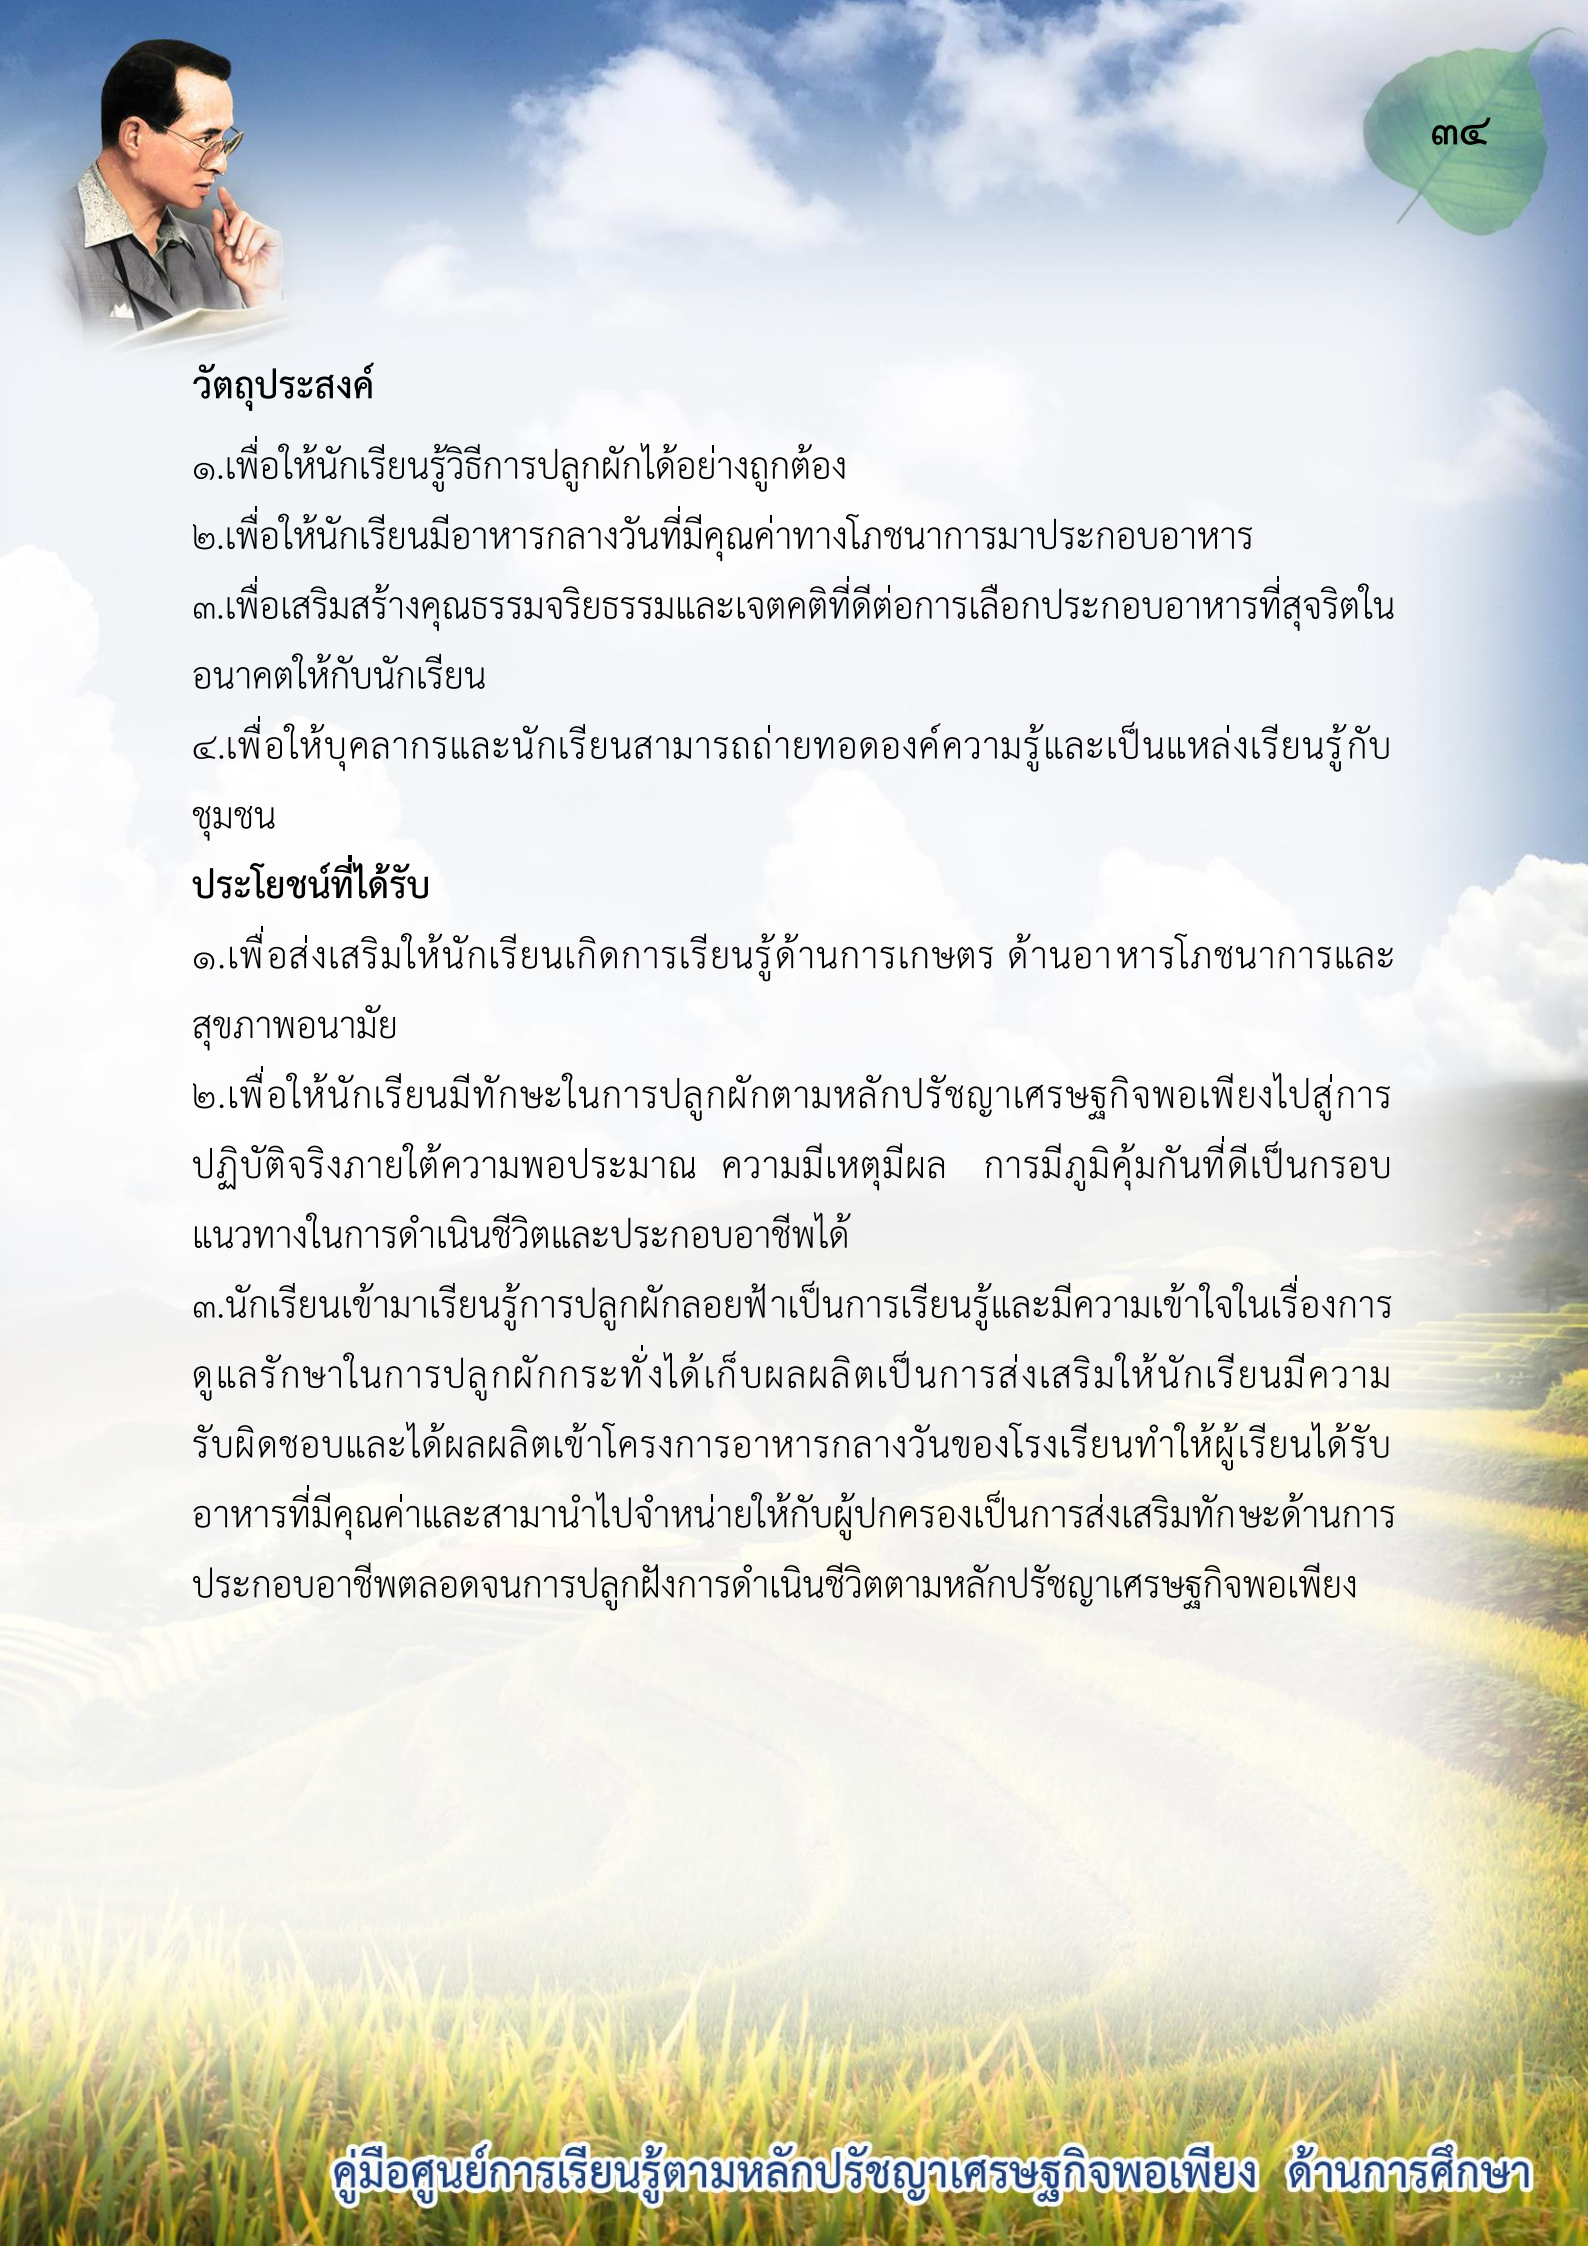 ๓๔
วัตถุประสงค์
๑.เพื่อให้นักเรียนรู้วิธีการปลูกผักได้อย่างถูกต้อง
๒.เพื่อให้นักเรียนมีอาหารกลางวันที่มีคุณค่าทางโภชนาการมาประกอบอาหาร
๓.เพื่อเสริมสร้างคุณธรรมจริยธรรมและเจตคติที่ดีต่อการเลือกประกอบอาหารที่สุจริตใน
อนาคตให้กับนักเรียน
๔.เพื่อให้บุคลากรและนักเรียนสามารถถ่ายทอดองค์ความรู้และเป็นแหล่งเรียนรู้กับ
ชุมชน
ประโยชน์ที่ได้รับ
๑.เพื่อส่งเสริมให้นักเรียนเกิดการเรียนรู้ด้านการเกษตร ด้านอาหารโภชนาการและ
สุขภาพอนามัย
๒.เพื่อให้นักเรียนมีทักษะในการปลูกผักตามหลักปรัชญาเศรษฐกิจพอเพียงไปสู่การ
ปฏิบัติจริงภายใต้ความพอประมาณ ความมีเหตุมีผล การมีภูมิคุ้มกันที่ดีเป็นกรอบ
แนวทางในการดำเนินชีวิตและประกอบอาชีพได้
๓.นักเรียนเข้ามาเรียนรู้การปลูกผักลอยฟ้าเป็นการเรียนรู้และมีความเข้าใจในเรื่องการ
ดูแลรักษาในการปลูกผักกระทั่งได้เก็บผลผลิตเป็นการส่งเสริมให้นักเรียนมีความ
รับผิดชอบและได้ผลผลิตเข้าโครงการอาหารกลางวันของโรงเรียนทำให้ผู้เรียนได้รับ
อาหารที่มีคุณค่าและสามานำไปจำหน่ายให้กับผู้ปกครองเป็นการส่งเสริมทักษะด้านการ
ประกอบอาชีพตลอดจนการปลูกฝังการดำเนินชีวิตตามหลักปรัชญาเศรษฐกิจพอเพียง
คู่มือศูนย์การเรียนรู้ตามหลักปรัชญาเศรษฐกิจพอเพียง ด้านการศึกษา